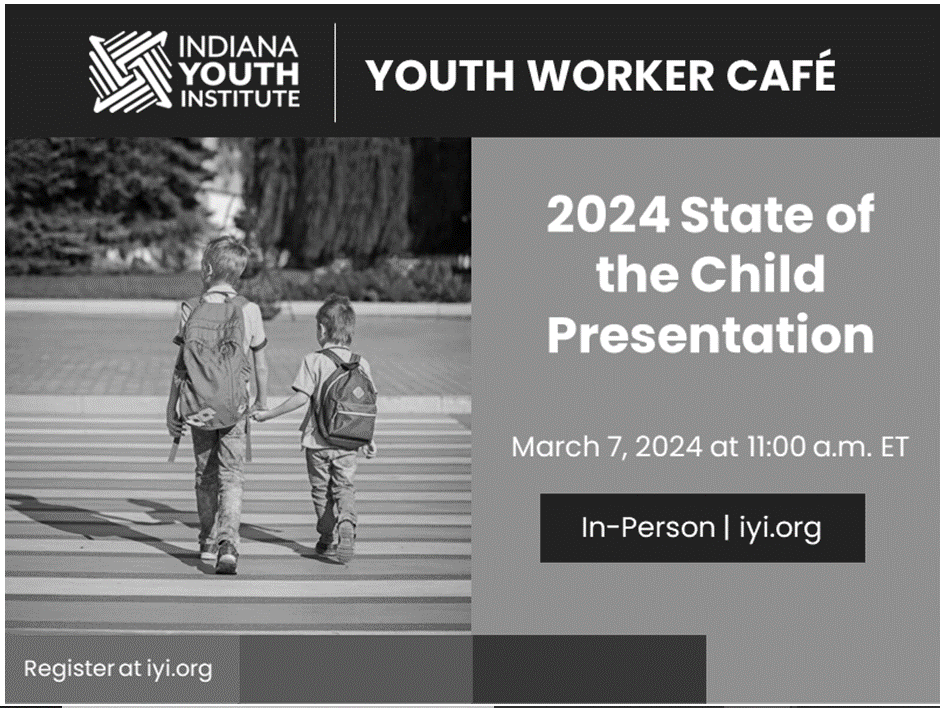 INDIANA
YOUTH
INSTITUTE
YOUTH WORKER CAFÉ
2024 State of
the Child
Presentation
March 7, 2024 at 11:00 a.m. ET
In-Person | iyi.org
Register at iyi.org